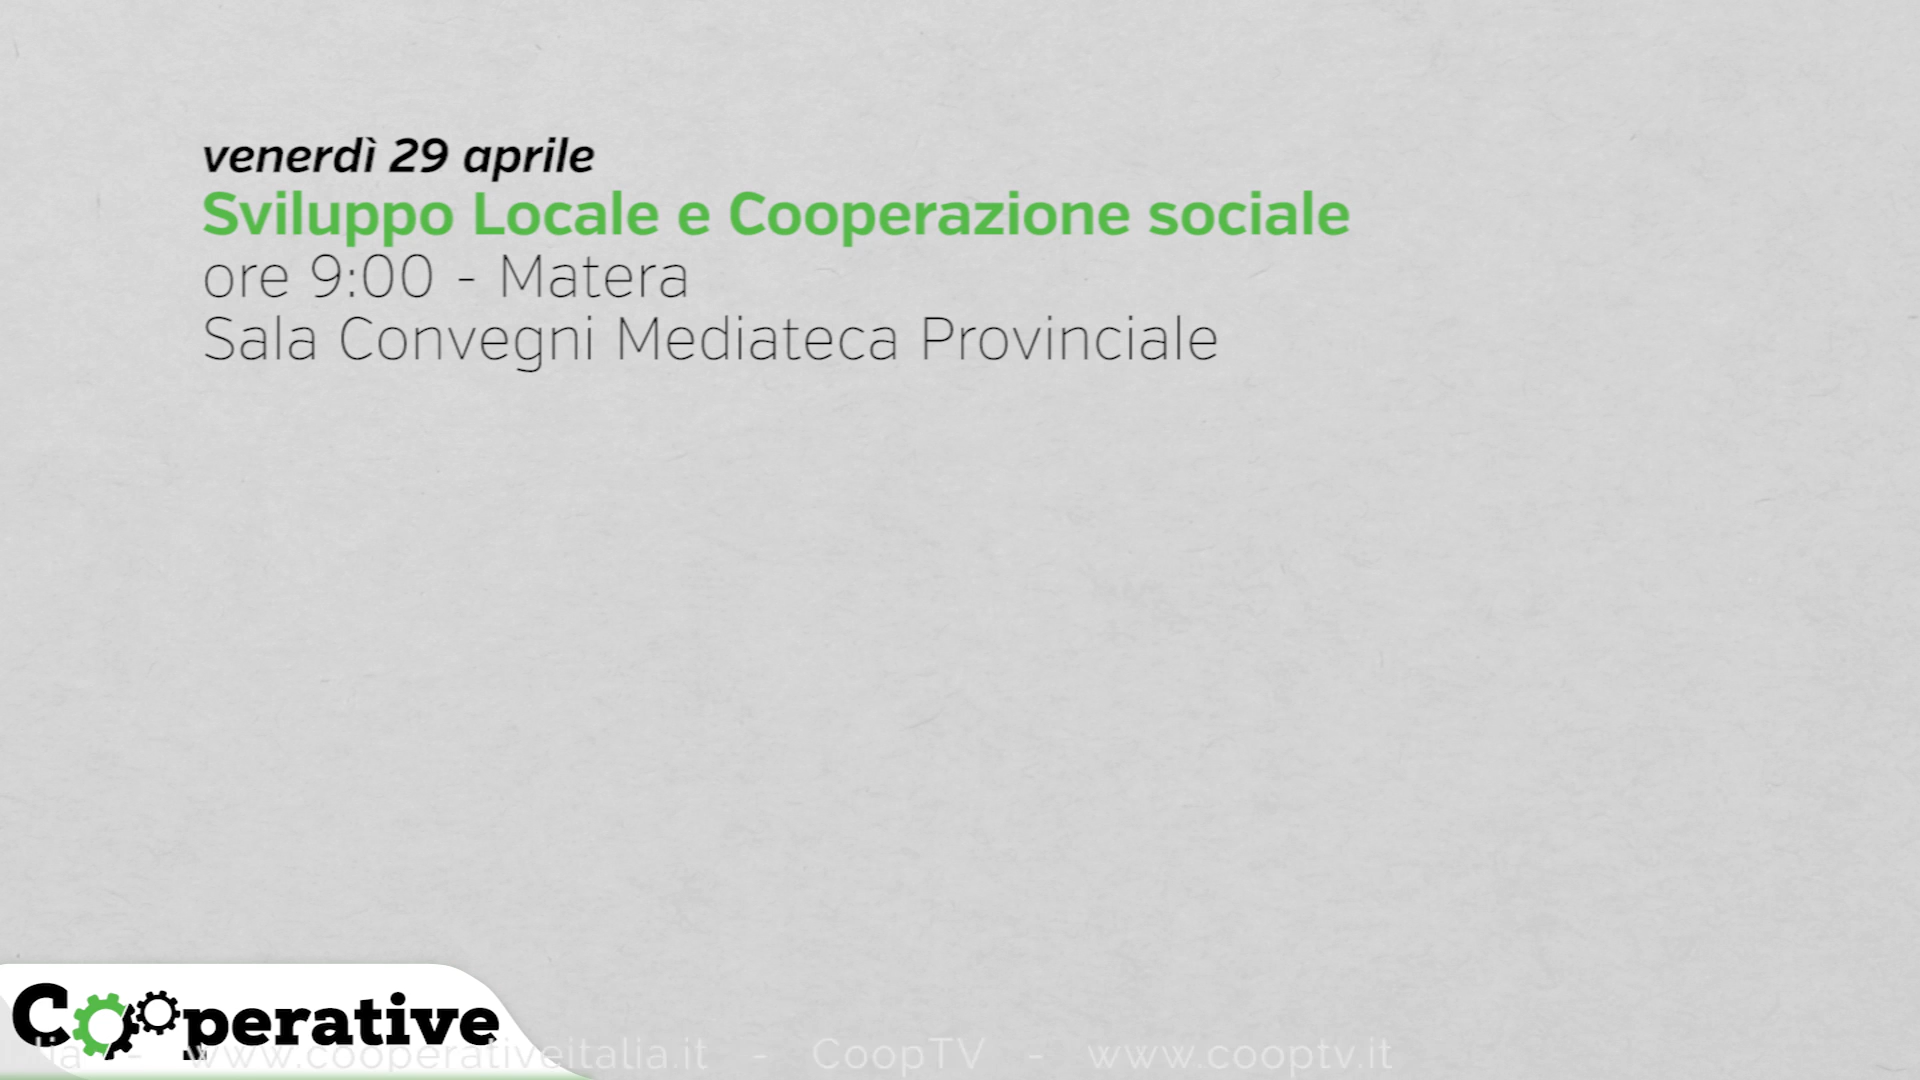 venerdì 29 aprile
Sviluppo Locale e Cooperazione sociale
ore 9:00 - Matera
Sala Convegni Mediateca Provinciale
Cooperative
- www.cooperativeitalia.it - CoopTV - www.cooptv.it